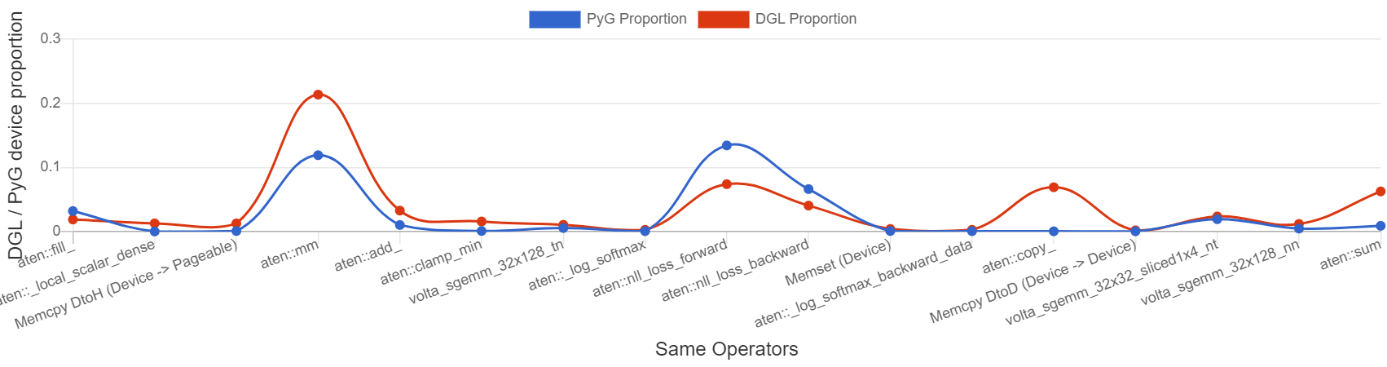 PyG Proportion DGL Proportion
DGL / PyG device proportion
0.3
0.2
0.1
0
aten::fill_
aten::_local_scalar_dense
Memcpy DtoH (Device -> Pageable)
aten::mm
aten::add_
aten::clamp_min
volta_sgemm_32x128_tn
aten::_log_softmax
aten::nll_loss_forward
aten::nll_loss_backward
Memset (Device)
aten::_log_softmax_backward_data
aten::copy_
Memcpy DtoD (Device -> Device)
volta_sgemm_32x32_sliced1x4_nt
volta_sgemm_32x128_nn
aten::sum
Same Operators